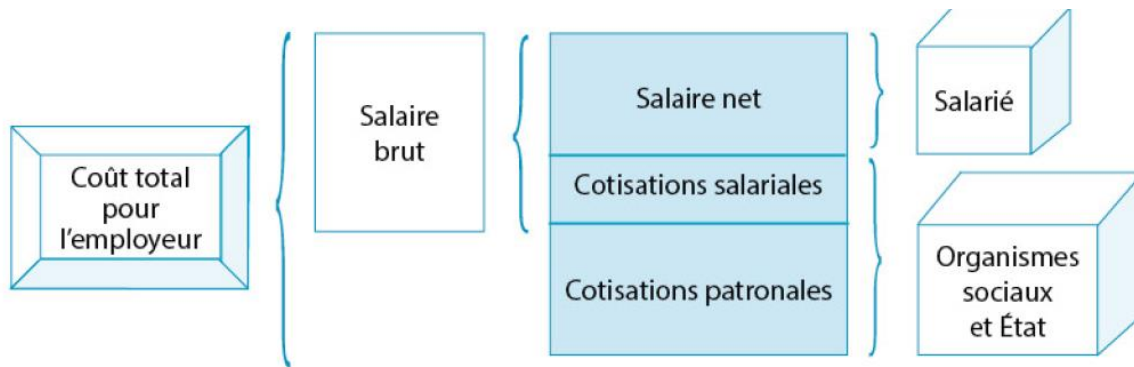 Coût total
pour
l'employeur
Salaire
brut
Salaire net
Cotisations salariales
Cotisations patronales
Salarié
Organismes
sociaux
et État